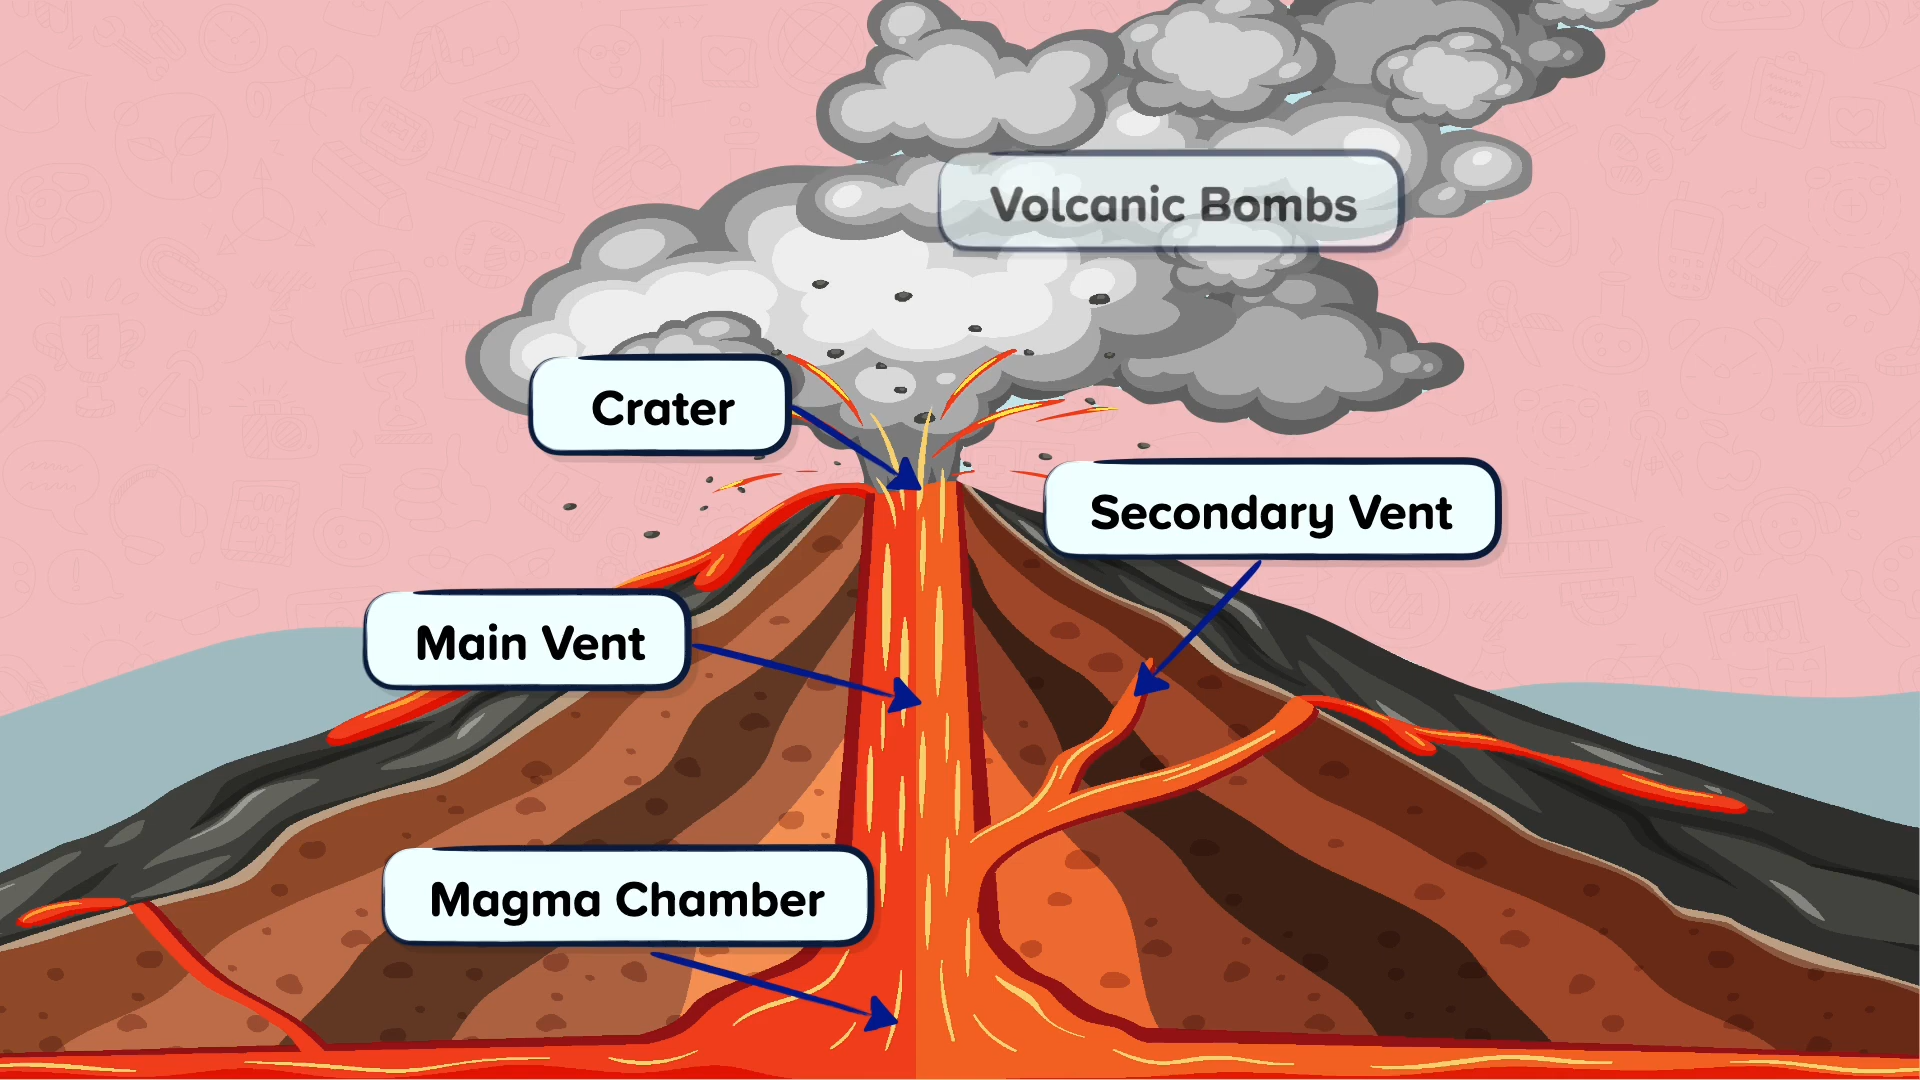 Volcanic Bombs
Crater
Secondary Vent
Main Vent
Magma Chamber